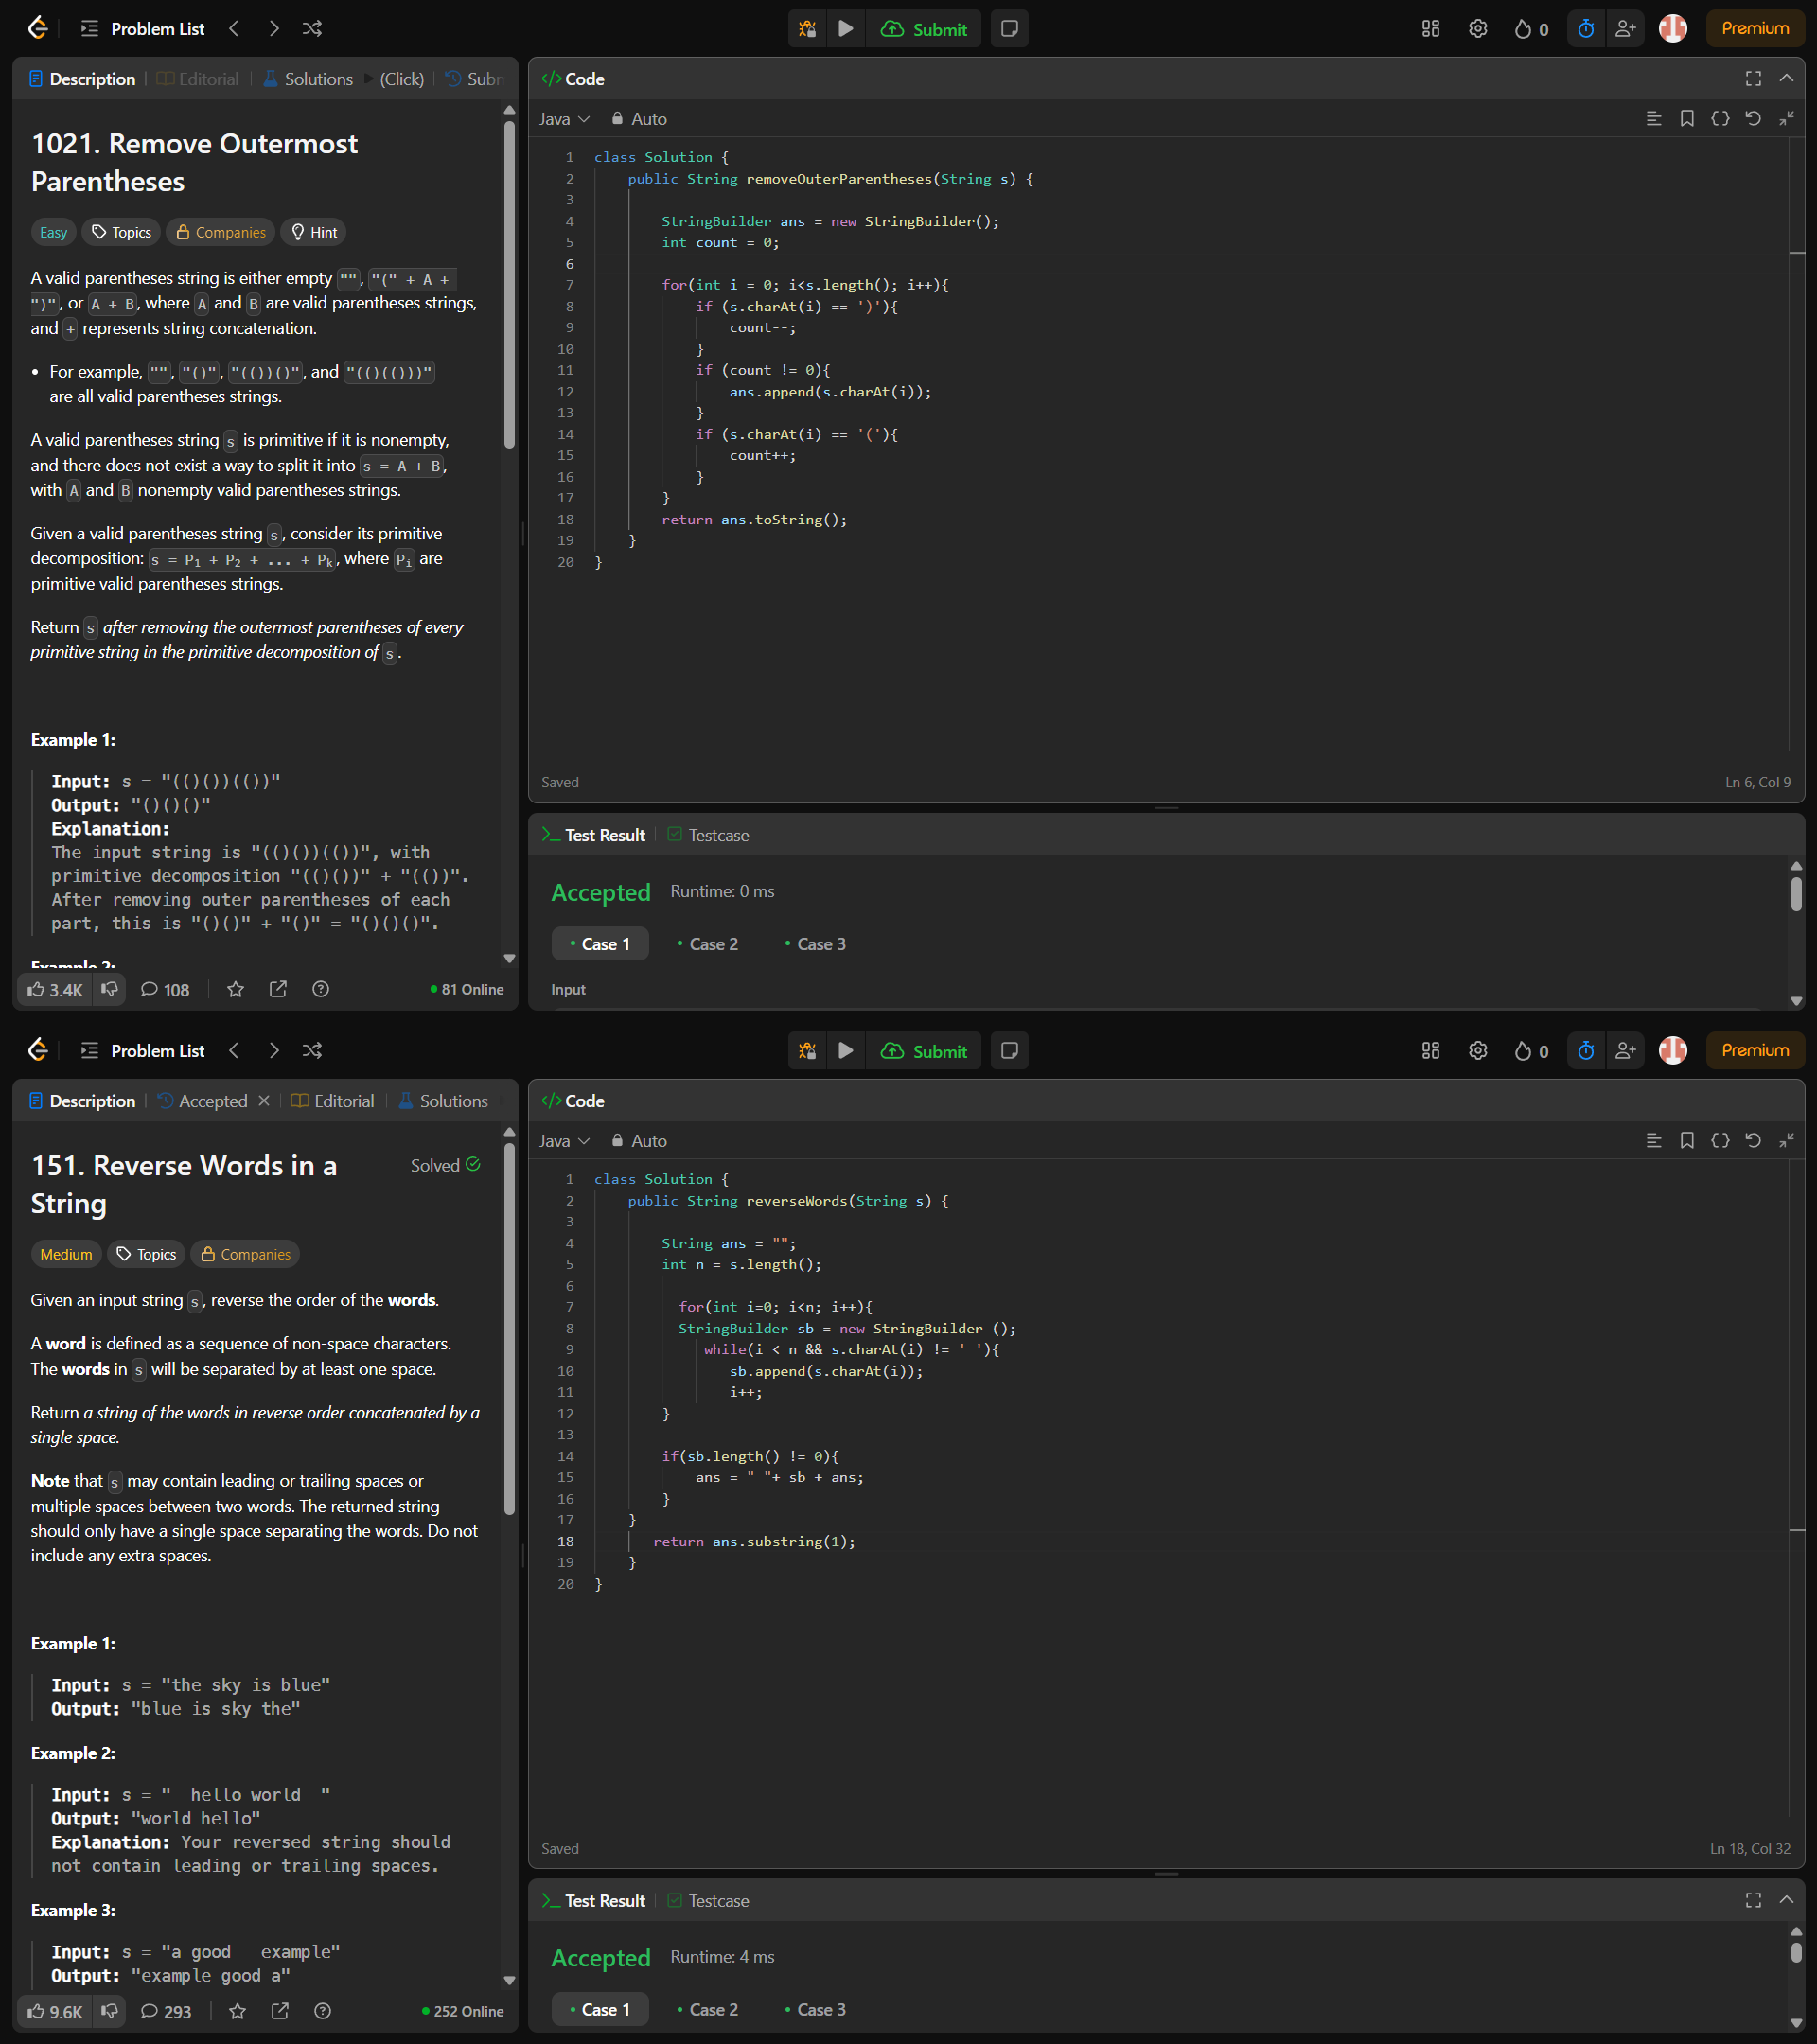 Problem List
Submit
0
Premium
Description
Editorial
Solutions
(Click)
Subn
1021. Remove Outermost
Parentheses
Easy
Topics
Companies
Hint
A valid parentheses string is either empty "", "(" + A +
")", or A + B, where A and B are valid parentheses strings,
and + represents string concatenation.
• For example, "", "()", "(())()", and "(()(()))"
are all valid parentheses strings.
A valid parentheses string s is primitive if it is nonempty,
and there does not exist a way to split it into s = A + B,
with A and B nonempty valid parentheses strings.
Given a valid parentheses string s, consider its primitive
decomposition: s = P1 + P2 + ... + Pk, where Pi are
primitive valid parentheses strings.
Return s after removing the outermost parentheses of every
primitive string in the primitive decomposition of s.
Example 1:
Input: s = "(()())(())"
Output: "()()()"
Explanation:
The input string is "(()())(())", with
primitive decomposition "(()())" + "(())".
After removing outer parentheses of each
part, this is "()()" + "()" = "()()()".
Example 2:
3.4K
108
81 Online
</> Code
Java
Auto
1 class Solution {
2 public String removeOuterParentheses(String s) {
3
4 StringBuilder ans = new StringBuilder();
5 int count = 0;
6
7 for(int i = 0; i<s.length(); i++){
8 if (s.charAt(i) == ')'){
9 count--;
10 }
11 if (count != 0){
12 ans.append(s.charAt(i));
13 }
14 if (s.charAt(i) == '('){
15 count++;
16 }
17 }
18 return ans.toString();
19 }
20 }
Saved
Ln 6, Col 9
Test Result
Testcase
Accepted
Runtime: 0 ms
• Case 1
• Case 2
• Case 3
Input
Problem List
Submit
0
Premium
Description
Accepted
Editorial
Solutions
151. Reverse Words in a
String
Solved
Medium
Topics
Companies
Given an input string s, reverse the order of the words.
A word is defined as a sequence of non-space characters.
The words in s will be separated by at least one space.
Return a string of the words in reverse order concatenated by a
single space.
Note that s may contain leading or trailing spaces or
multiple spaces between two words. The returned string
should only have a single space separating the words. Do not
include any extra spaces.
Example 1:
Input: s = "the sky is blue"
Output: "blue is sky the"
Example 2:
Input: s = "  hello world  "
Output: "world hello"
Explanation: Your reversed string should
not contain leading or trailing spaces.
Example 3:
Input: s = "a good   example"
Output: "example good a"
9.6K
293
252 Online
</> Code
Java
Auto
1 class Solution {
2 public String reverseWords(String s) {
3
4 String ans = "";
5 int n = s.length();
6
7 for(int i=0; i<n; i++){
8 StringBuilder sb = new StringBuilder ();
9 while(i < n && s.charAt(i) != ' '){
10 sb.append(s.charAt(i));
11 i++;
12 }
13
14 if(sb.length() != 0){
15 ans = " "+ sb + ans;
16 }
17 }
18 return ans.substring(1);
19 }
20 }
Saved
Ln 18, Col 32
Test Result
Testcase
Accepted
Runtime: 4 ms
• Case 1
• Case 2
• Case 3